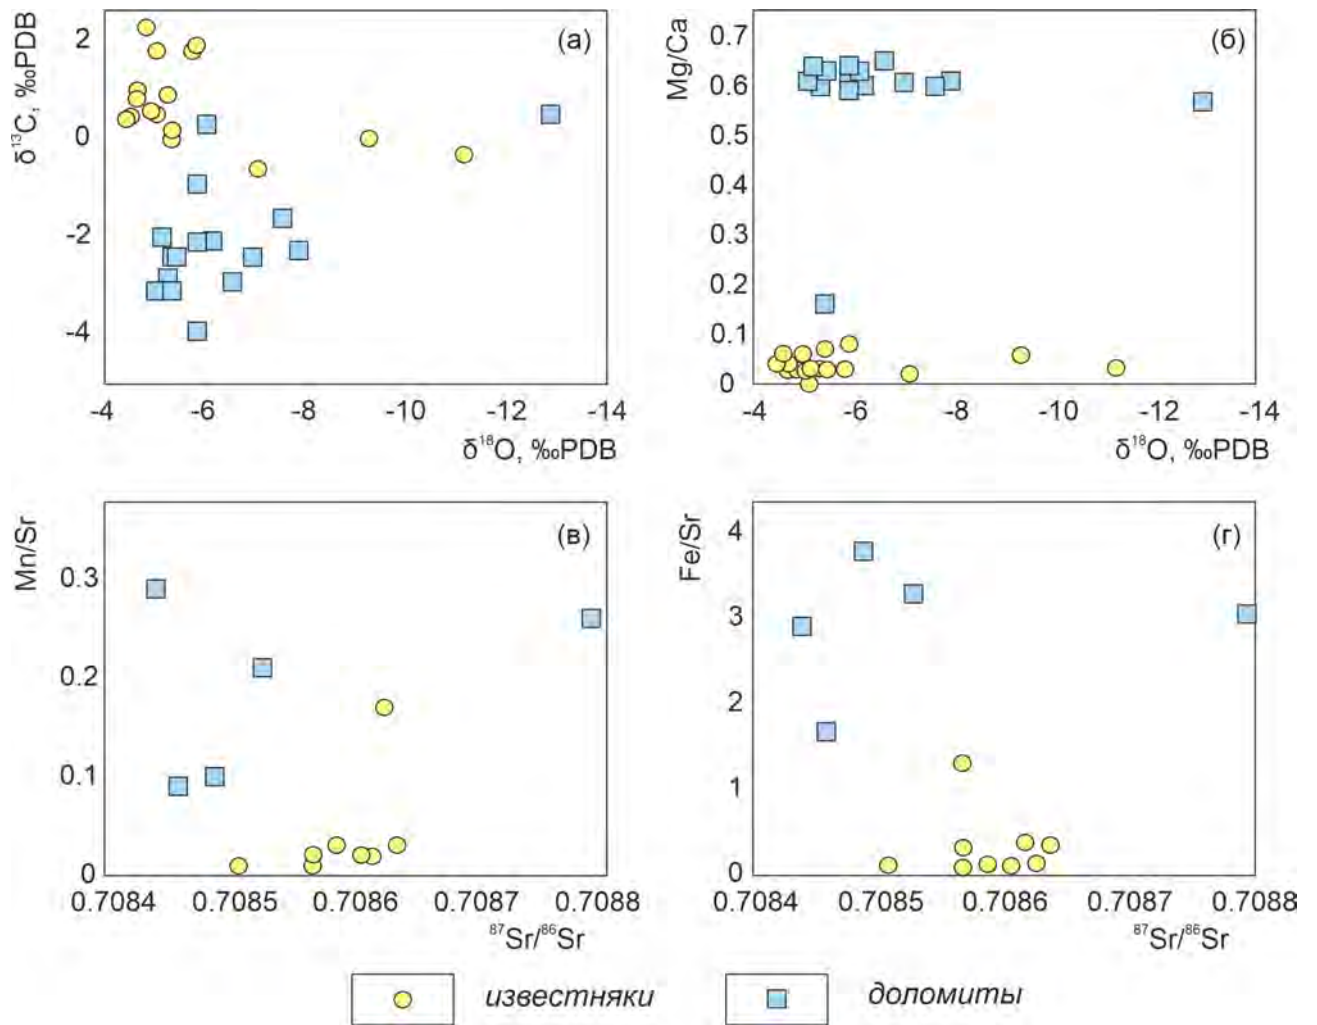 δ¹³C, ‰PDB
2
0
-2
-4
(а)
-4 -6 -8 -10 -12 -14
δ¹⁸O, ‰PDB
Mg/Ca
0.7
0.6
0.5
0.4
0.3
0.2
0.1
0
(б)
-4 -6 -8 -10 -12 -14
δ¹⁸O, ‰PDB
Mn/Sr
0.3
0.2
0.1
0
(в)
0.7084 0.7085 0.7086 0.7087 0.7088
⁸⁷Sr/⁸⁶Sr
Fe/Sr
4
3
2
1
0
(г)
0.7084 0.7085 0.7086 0.7087 0.7088
⁸⁷Sr/⁸⁶Sr
известняки доломиты